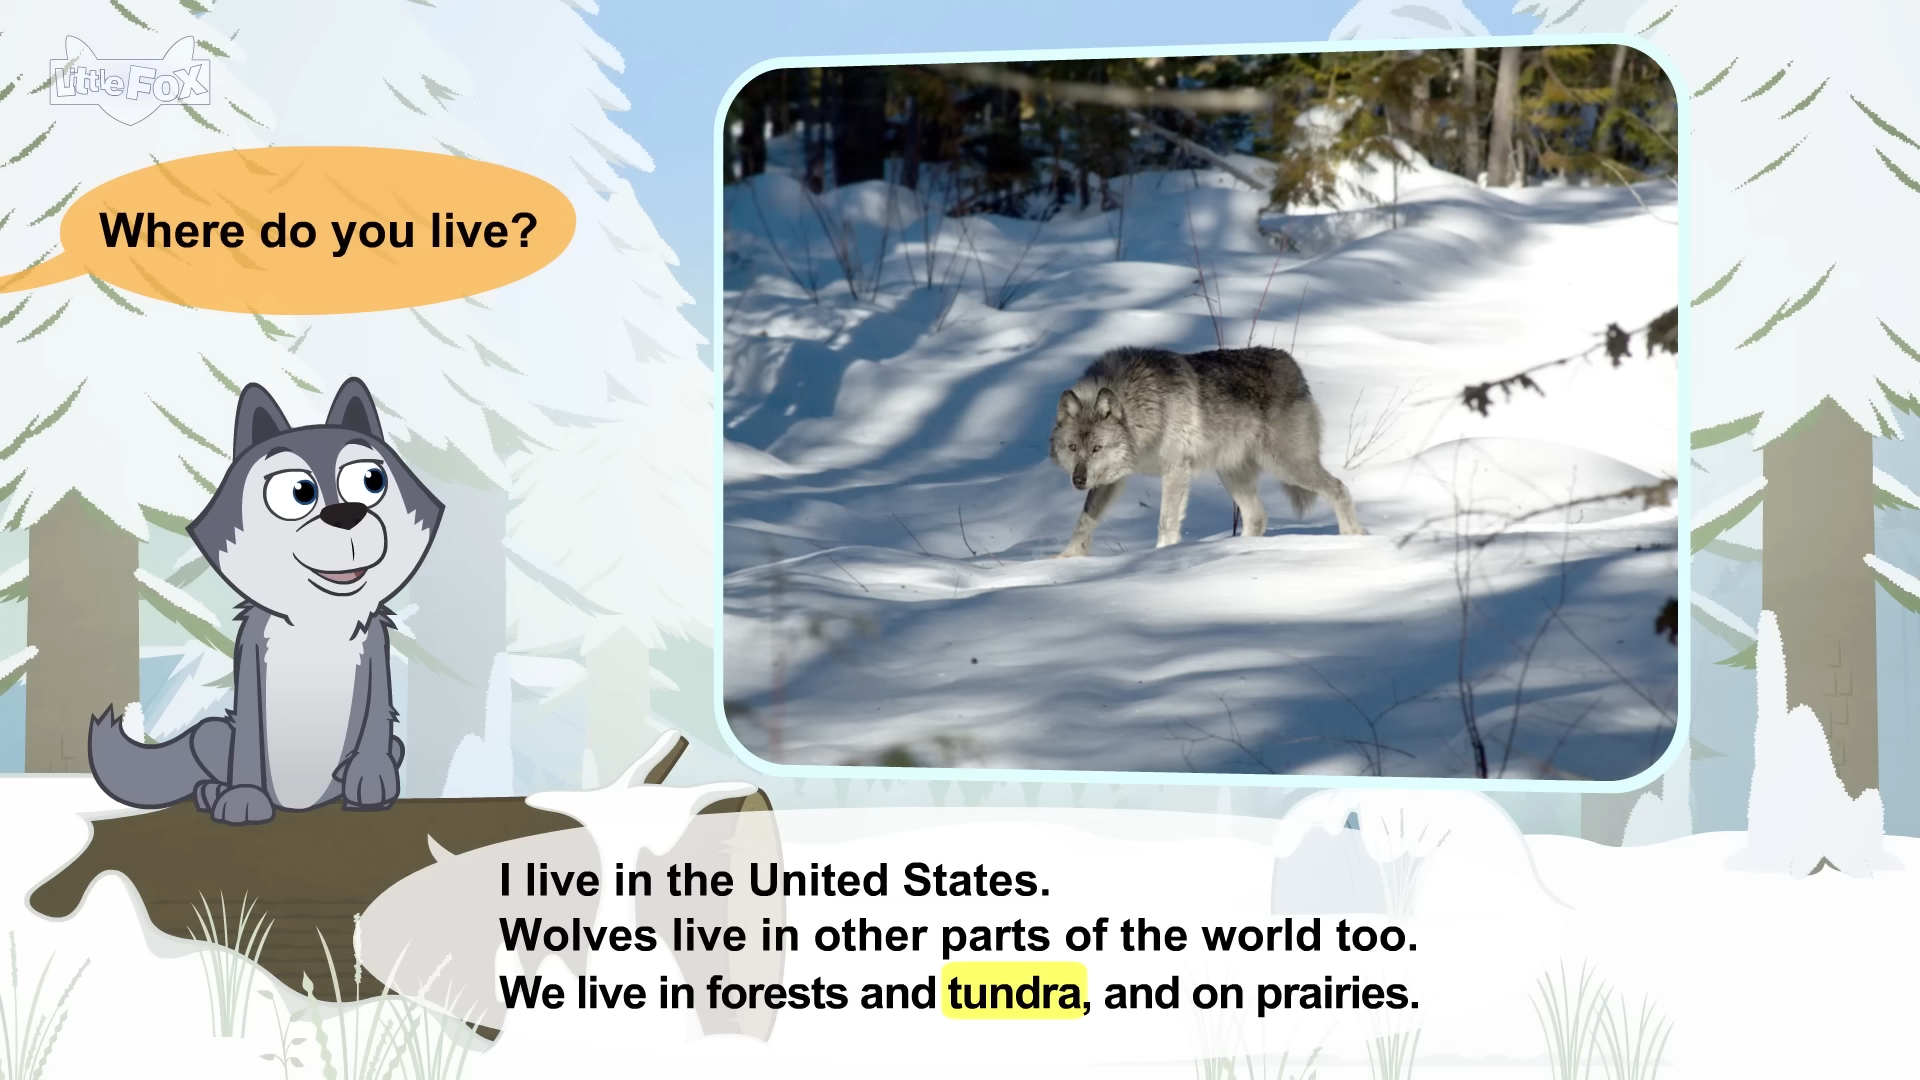 Little Fox
Where do you live?
I live in the United States.
Wolves live in other parts of the world too.
We live in forests and tundra, and on prairies.